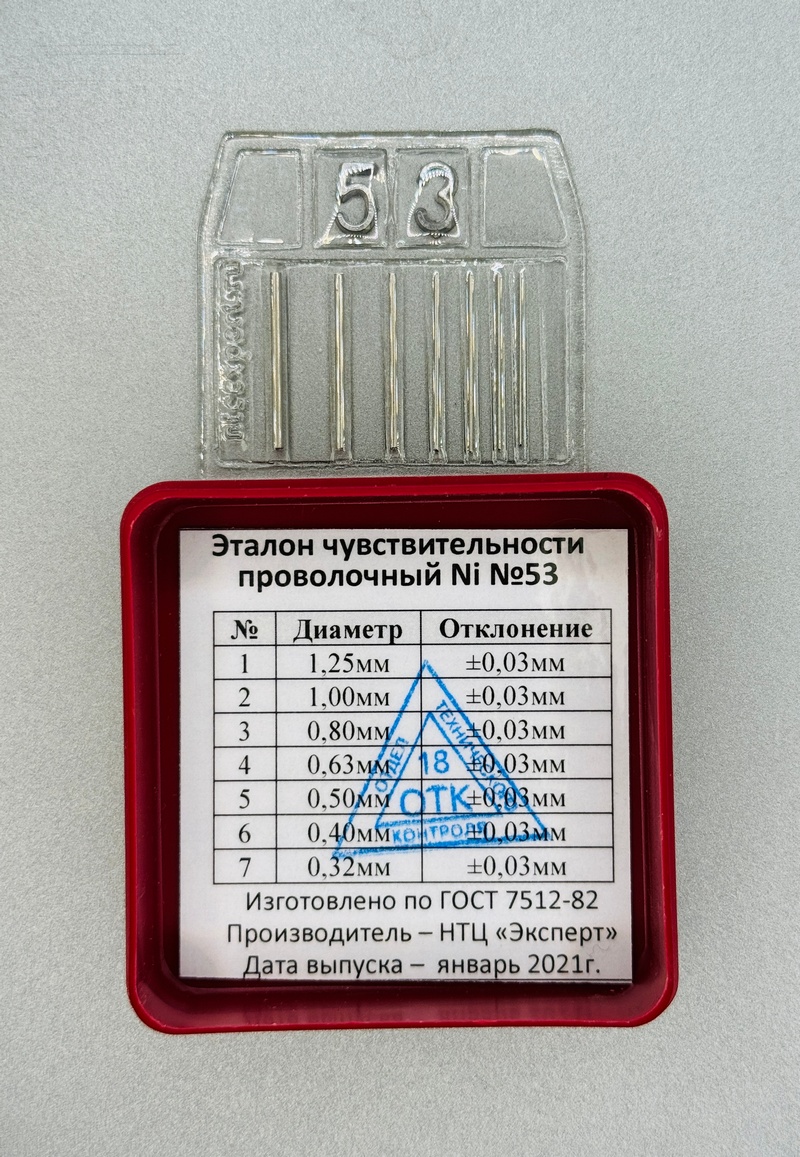 53
Эталон чувствительности
проволочный Ni №53
№ Диаметр Отклонение
1 1,25мм ±0,03мм
2 1,00мм ±0,03мм
3 0,80мм ±0,03мм
4 0,63мм ±0,03мм
5 0,50мм ±0,03мм
6 0,40мм ±0,03мм
7 0,32мм ±0,03мм
ОТДЕЛ
ТЕХНИЧЕСКОГО
КОНТРОЛЯ
18
ОТК
Изготовлено по ГОСТ 7512-82
Производитель – НТЦ «Эксперт»
Дата выпуска – январь 2021г.